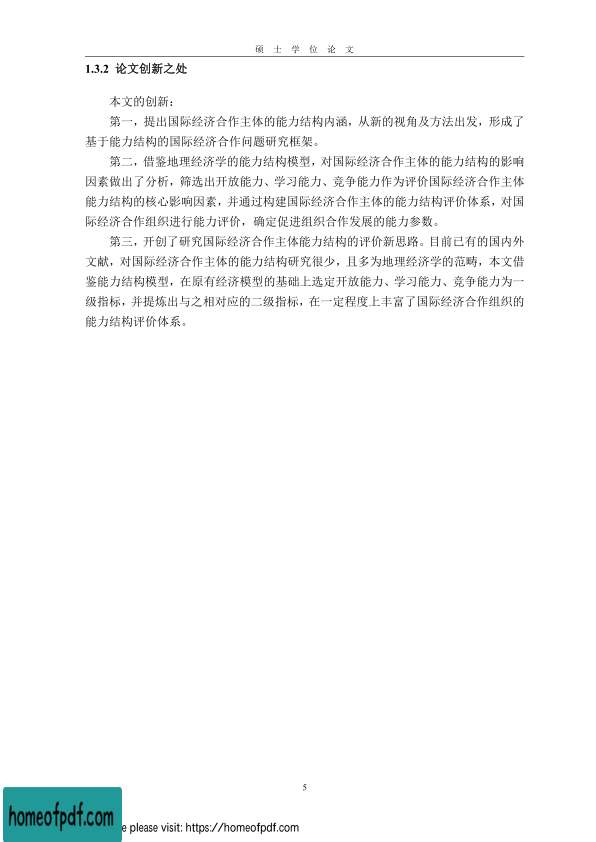 硕 士 学 位 论 文
1.3.2 论文创新之处
本文的创新：
第一，提出国际经济合作主体的能力结构内涵，从新的视角及方法出发，形成了
基于能力结构的国际经济合作问题研究框架。
第二，借鉴地理经济学的能力结构模型，对国际经济合作主体的能力结构的影响
因素做出了分析，筛选出开放能力、学习能力、竞争能力作为评价国际经济合作主体
能力结构的核心影响因素，并通过构建国际经济合作主体的能力结构评价体系，对国
际经济合作组织进行能力评价，确定促进组织合作发展的能力参数。
第三，开创了研究国际经济合作主体能力结构的评价新思路。目前已有的国内外
文献，对国际经济合作主体的能力结构研究很少，且多为地理经济学的范畴，本文借
鉴能力结构模型，在原有经济模型的基础上选定开放能力、学习能力、竞争能力为一
级指标，并提炼出与之相对应的二级指标，在一定程度上丰富了国际经济合作组织的
能力结构评价体系。
5
homeofpdf.com
e please visit: https://homeofpdf.com